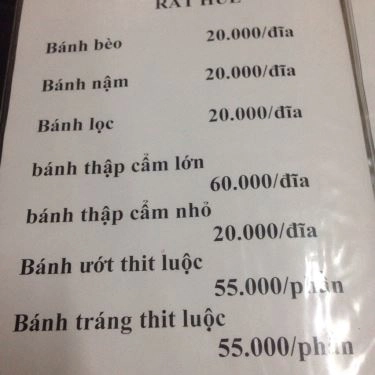 RẤT HUẾ
Bánh bèo 20.000/đĩa
Bánh nậm 20.000/đĩa
Bánh lọc 20.000/đĩa
bánh thập cẩm lớn
60.000/đĩa
bánh thập cẩm nhỏ
20.000/đĩa
Bánh ướt thit luộc
55.000/phần
Bánh tráng thit luộc
55.000/phần